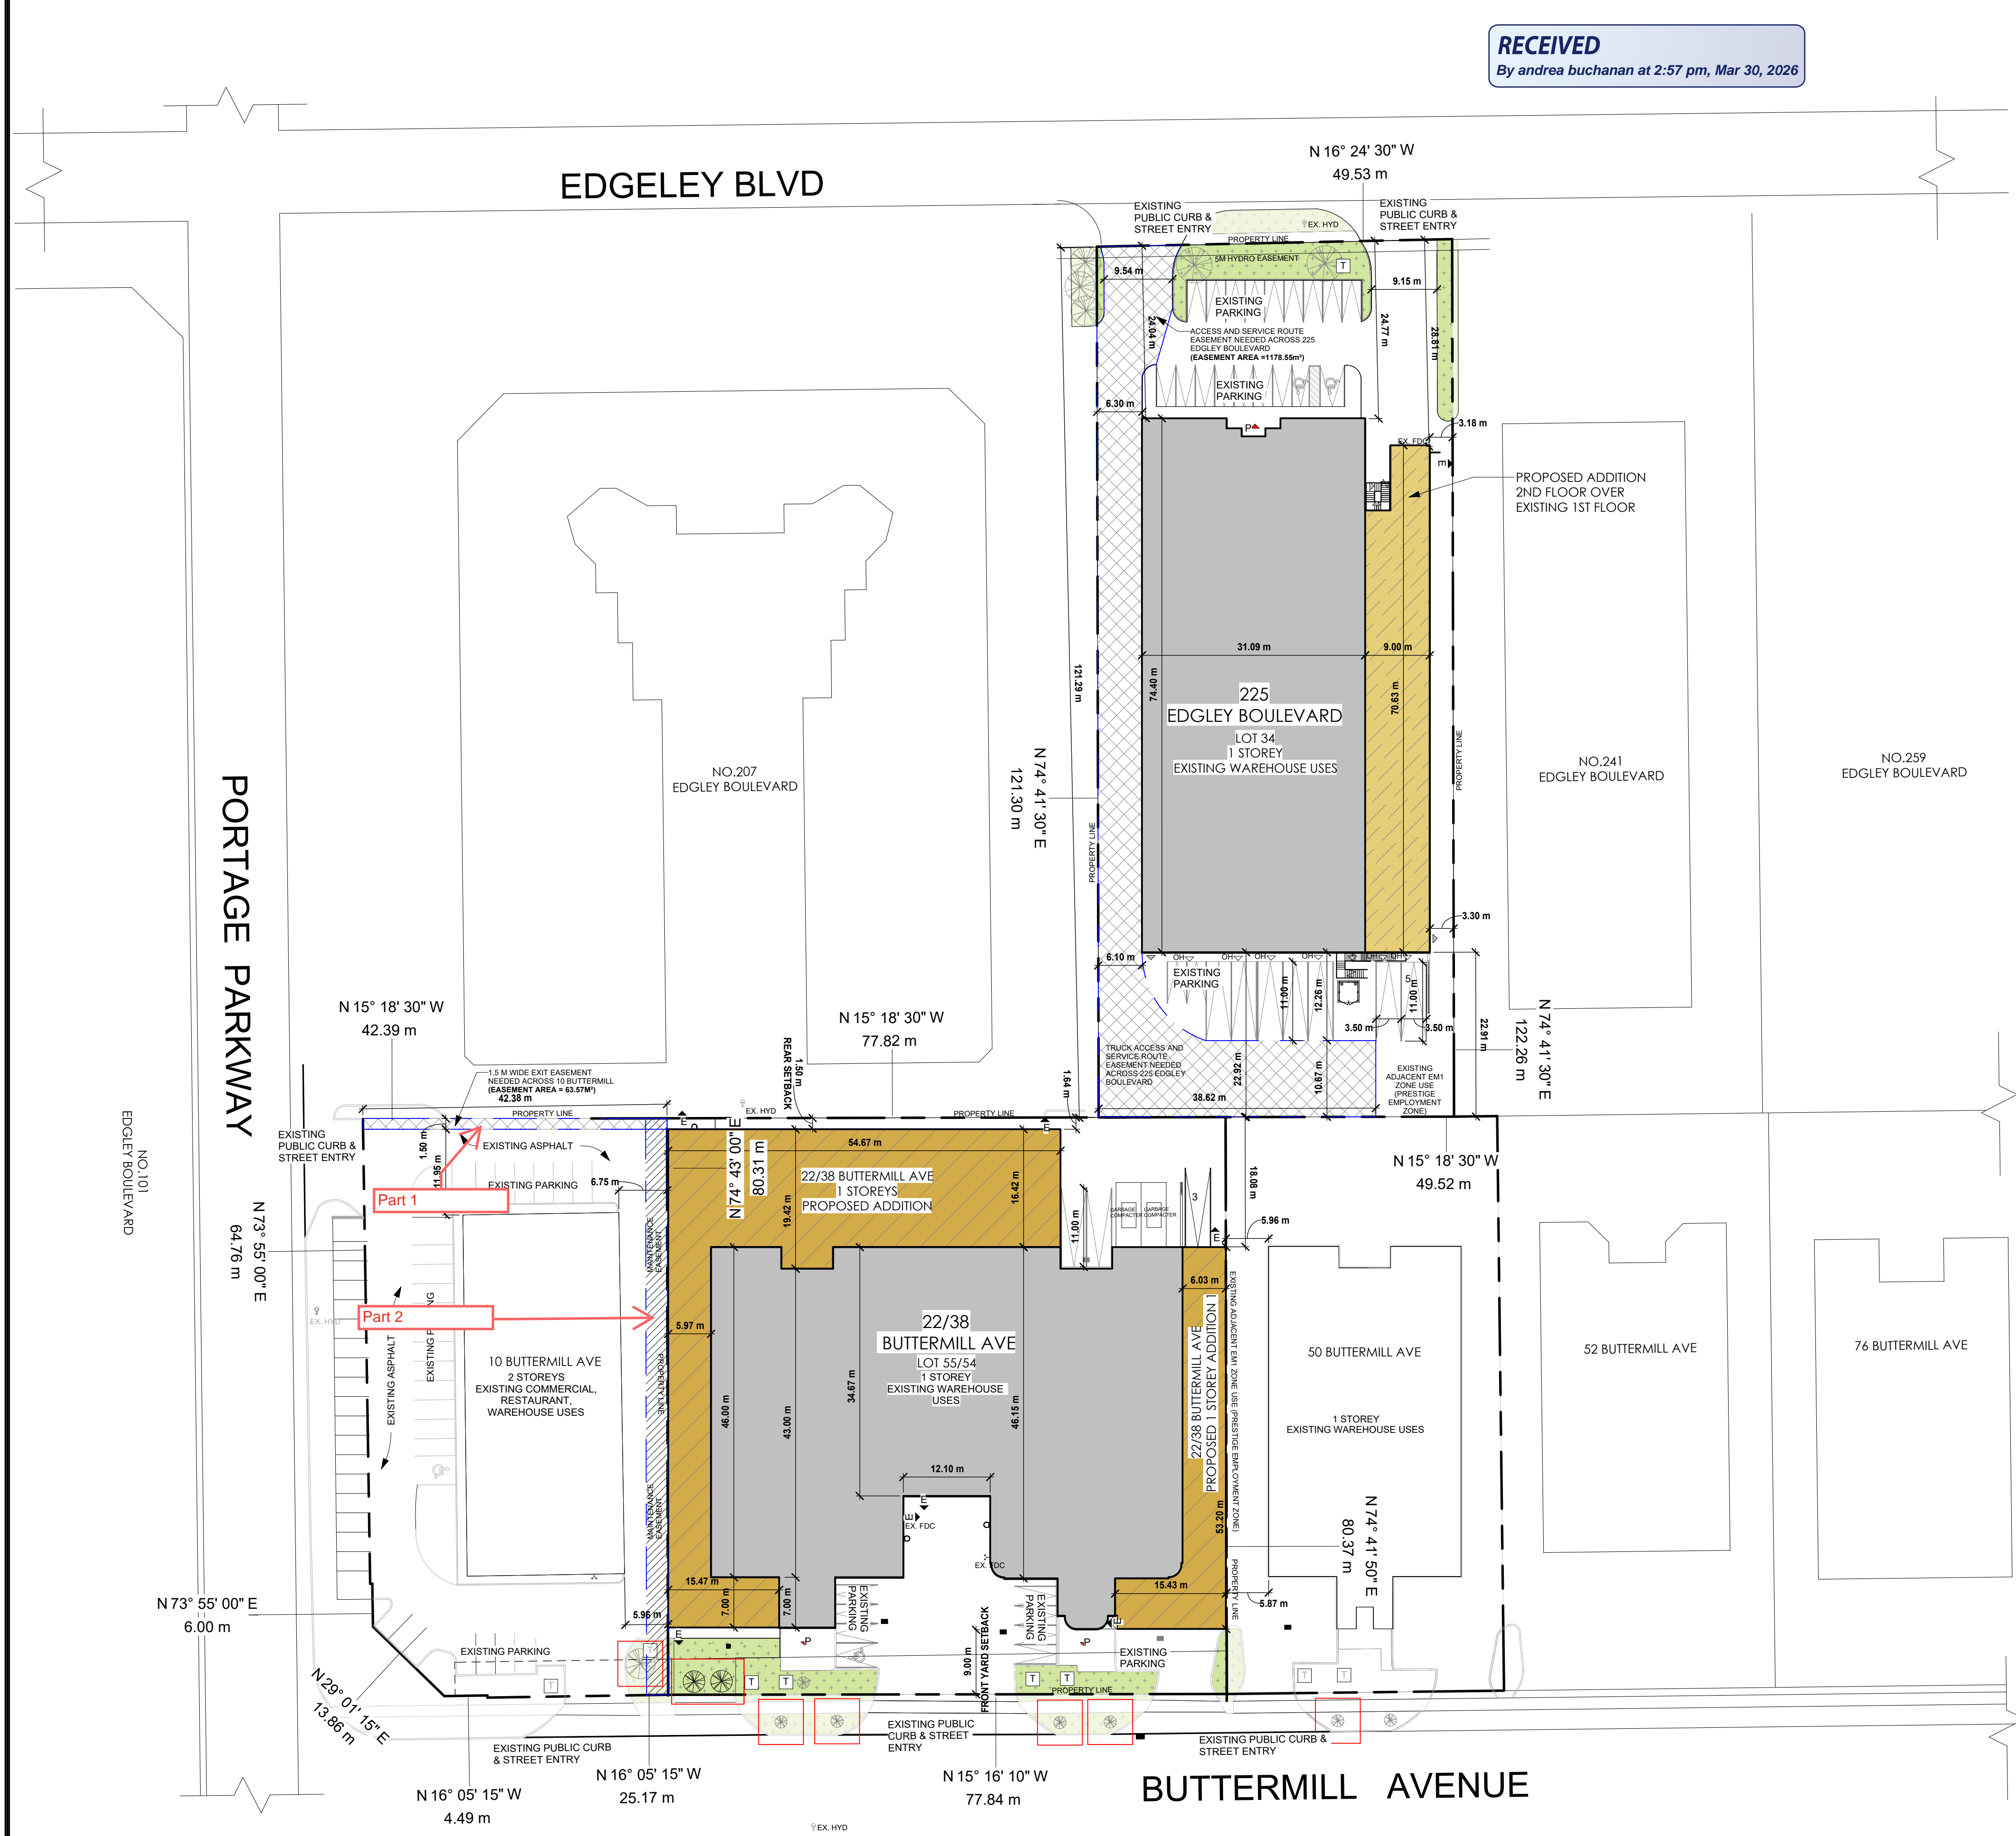 RECEIVED
By andrea buchanan at 2:57 pm, Mar 30, 2026
N 16° 24' 30" W
49.53 m
EDGELEY BLVD
EXISTING
PUBLIC CURB &
STREET ENTRY
EX. HYD
EXISTING
PUBLIC CURB &
STREET ENTRY
PROPERTY LINE
5M HYDRO EASEMENT
T
9.54 m
9.15 m
EXISTING
PARKING
24.04 m
24.77 m
28.81 m
ACCESS AND SERVICE ROUTE
EASEMENT NEEDED ACROSS 225
EDGLEY BOULEVARD
(EASEMENT AREA =1178.55m²)
EXISTING
PARKING
6.30 m
P
3.18 m
EX. FDC
E
PROPOSED ADDITION
2ND FLOOR OVER
EXISTING 1ST FLOOR
31.09 m
9.00 m
121.29 m
74.40 m
70.63 m
225
EDGLEY BOULEVARD
LOT 34
1 STOREY
EXISTING WAREHOUSE USES
NO.207
EDGLEY BOULEVARD
N 74° 41' 30" E
121.30 m
PROPERTY LINE
PROPERTY LINE
NO.241
EDGLEY BOULEVARD
NO.259
EDGLEY BOULEVARD
PORTAGE PARKWAY
3.30 m
6.10 m
OH
OH
OH
OH
OH
OH
EXISTING
PARKING
11.00 m
12.26 m
5
11.00 m
3.50 m
3.50 m
22.91 m
N 74° 41' 30" E
122.26 m
N 15° 18' 30" W
42.39 m
N 15° 18' 30" W
77.82 m
1.50 m
REAR SETBACK
TRUCK ACCESS AND
SERVICE ROUTE
EASEMENT NEEDED
ACROSS 225 EDGLEY
BOULEVARD
22.92 m
10.67 m
EXISTING
ADJACENT EM1
ZONE USE
(PRESTIGE
EMPLOYMENT
ZONE)
1.64 m
38.62 m
1.5 M WIDE EXIT EASEMENT
NEEDED ACROSS 10 BUTTERMILL
(EASEMENT AREA = 63.57M²)
42.38 m
PROPERTY LINE
E
EX. HYD
PROPERTY LINE
E
NO.101
EDGLEY BOULEVARD
EXISTING
PUBLIC CURB &
STREET ENTRY
1.50 m
EXISTING ASPHALT
11.95 m
EXISTING PARKING
6.75 m
Part 1
N 74° 43' 00" E
80.31 m
54.67 m
22/38 BUTTERMILL AVE
1 STOREYS
PROPOSED ADDITION
19.42 m
16.42 m
11.00 m
GARBAGE
COMPACTER
GARBAGE
COMPACTER
3
18.08 m
N 15° 18' 30" W
49.52 m
5.96 m
E
N 73° 55' 00" E
64.76 m
MAINTENANCE
EASEMENT
EX. HYD
Part 2
EXISTING ASPHALT
6.03 m
5.97 m
22/38
BUTTERMILL AVE
LOT 55/54
1 STOREY
EXISTING WAREHOUSE
USES
22/38 BUTTERMILL AVE
PROPOSED 1 STOREY ADDITION 1
EXISTING ADJACENT EM1 ZONE USE (PRESTIGE EMPLOYMENT ZONE)
50 BUTTERMILL AVE
1 STOREY
EXISTING WAREHOUSE USES
52 BUTTERMILL AVE
76 BUTTERMILL AVE
10 BUTTERMILL AVE
2 STOREYS
EXISTING COMMERCIAL,
RESTAURANT,
WAREHOUSE USES
PROPERTY LINE
46.00 m
43.00 m
34.67 m
46.15 m
12.10 m
E
E
EX. FDC
EX. FDC
53.20 m
MAINTENANCE
EASEMENT
N 74° 41' 50" E
80.37 m
PROPERTY LINE
N 73° 55' 00" E
6.00 m
15.47 m
7.00 m
7.00 m
EXISTING
PARKING
EXISTING
PARKING
15.43 m
5.87 m
5.96 m
E
P
P
E
EXISTING PARKING
9.00 m
FRONT YARD SETBACK
EXISTING
PARKING
T
T
T
T
T
T
T
T
PROPERTY LINE
N 29° 01' 15" E
13.86 m
EXISTING PUBLIC CURB
& STREET ENTRY
EXISTING PUBLIC
CURB & STREET
ENTRY
EXISTING PUBLIC CURB &
STREET ENTRY
N 16° 05' 15" W
4.49 m
N 16° 05' 15" W
25.17 m
N 15° 16' 10" W
77.84 m
BUTTERMILL AVENUE
EX. HYD